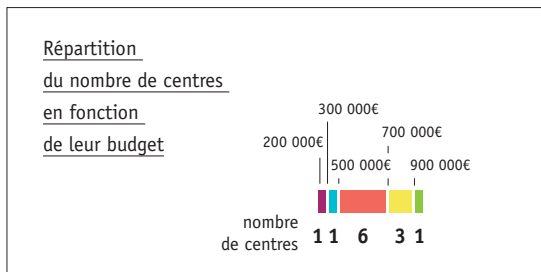 Répartition
du nombre de centres
en fonction
de leur budget
300 000€
700 000€
200 000€
500 000€ 900 000€
nombre
de centres 1 1 6 3 1